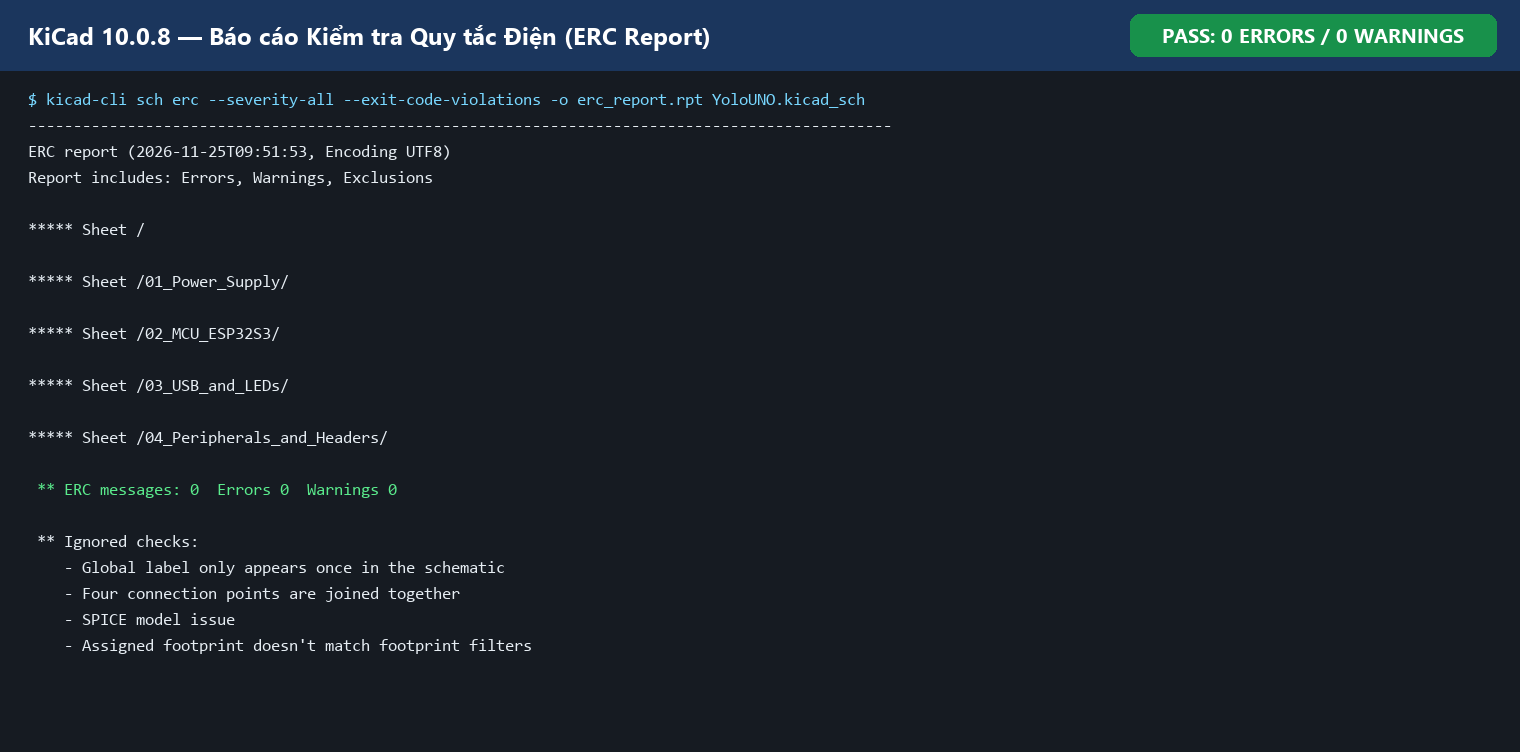 KiCad 10.0.8 — Báo cáo Kiểm tra Quy tắc Điện (ERC Report)
PASS: 0 ERRORS / 0 WARNINGS
$ kicad-cli sch erc --severity-all --exit-code-violations -o erc_report.rpt YoloUNO.kicad_sch
------------------------------------------------------------------------------------------------
ERC report (2026-11-25T09:51:53, Encoding UTF8)
Report includes: Errors, Warnings, Exclusions
***** Sheet /
***** Sheet /01_Power_Supply/
***** Sheet /02_MCU_ESP32S3/
***** Sheet /03_USB_and_LEDs/
***** Sheet /04_Peripherals_and_Headers/
** ERC messages: 0  Errors 0  Warnings 0
** Ignored checks:
- Global label only appears once in the schematic
- Four connection points are joined together
- SPICE model issue
- Assigned footprint doesn't match footprint filters